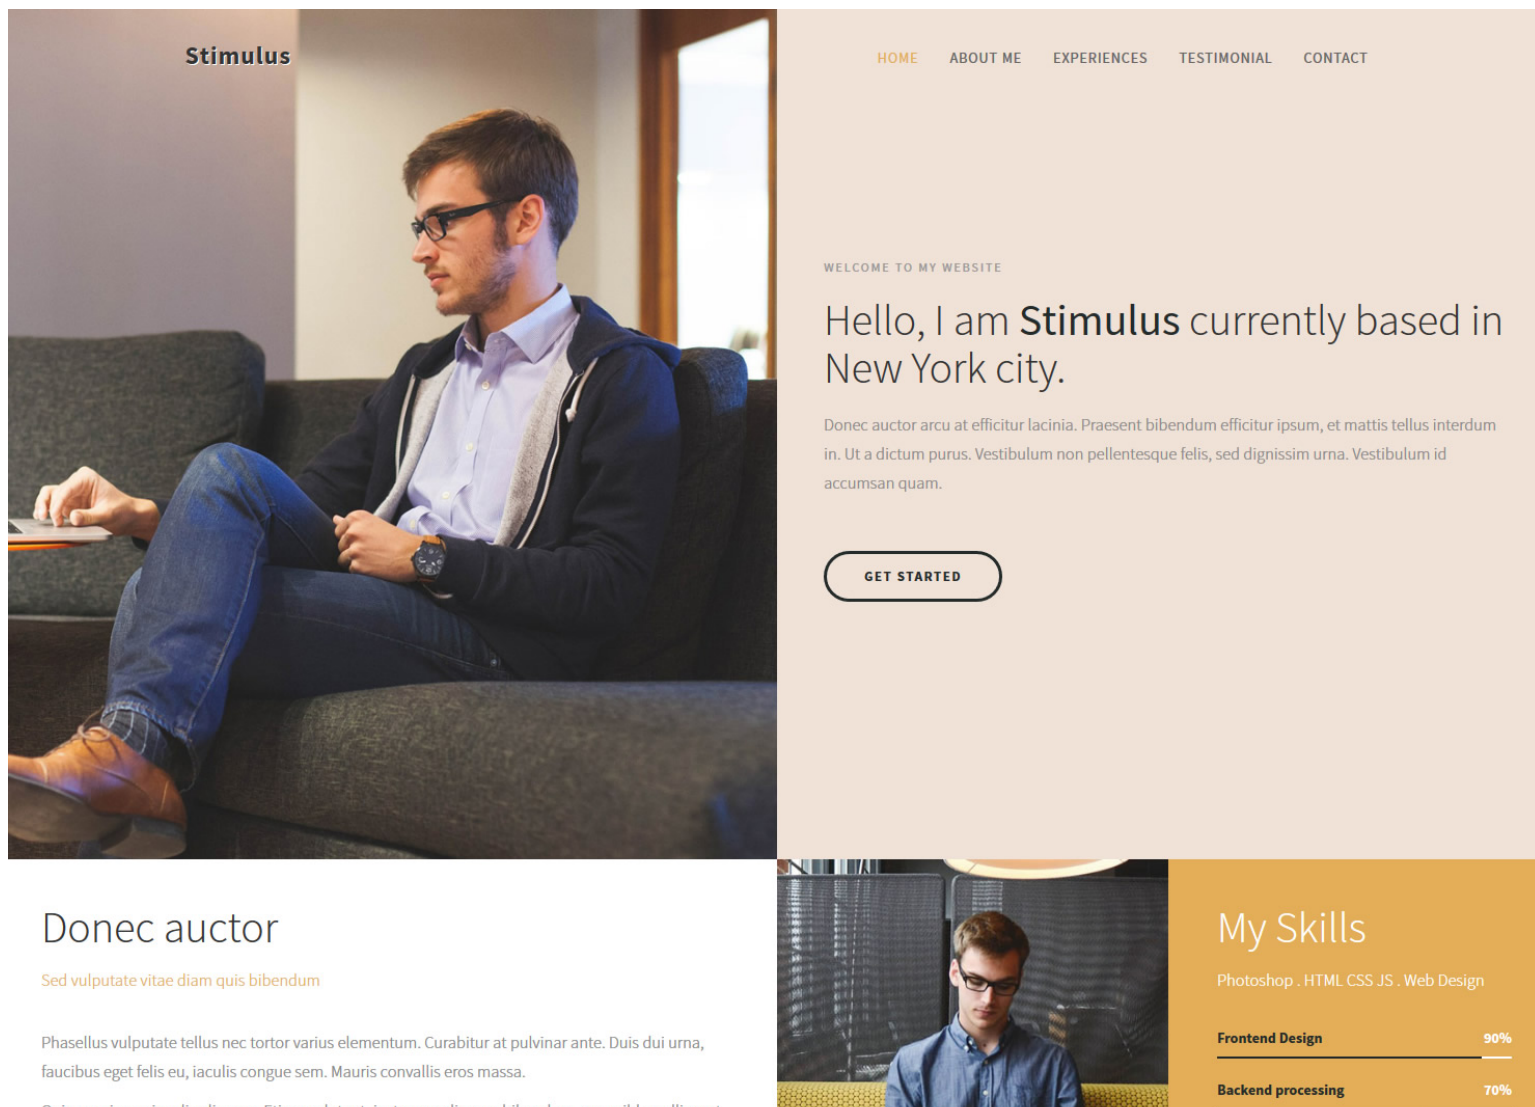 Stimulus
HOME
ABOUT ME
EXPERIENCES
TESTIMONIAL
CONTACT
WELCOME TO MY WEBSITE
Hello, I am Stimulus currently based in
New York city.
Donec auctor arcu at efficitur lacinia. Praesent bibendum efficitur ipsum, et mattis tellus interdum
in. Ut a dictum purus. Vestibulum non pellentesque felis, sed dignissim urna. Vestibulum id
accumsan quam.
GET STARTED
Donec auctor
Sed vulputate vitae diam quis bibendum
Phasellus vulputate tellus nec tortor varius elementum. Curabitur at pulvinar ante. Duis dui urna,
faucibus eget felis eu, iaculis congue sem. Mauris convallis eros massa.
My Skills
Photoshop . HTML CSS JS . Web Design
Frontend Design 90%
Backend processing 70%